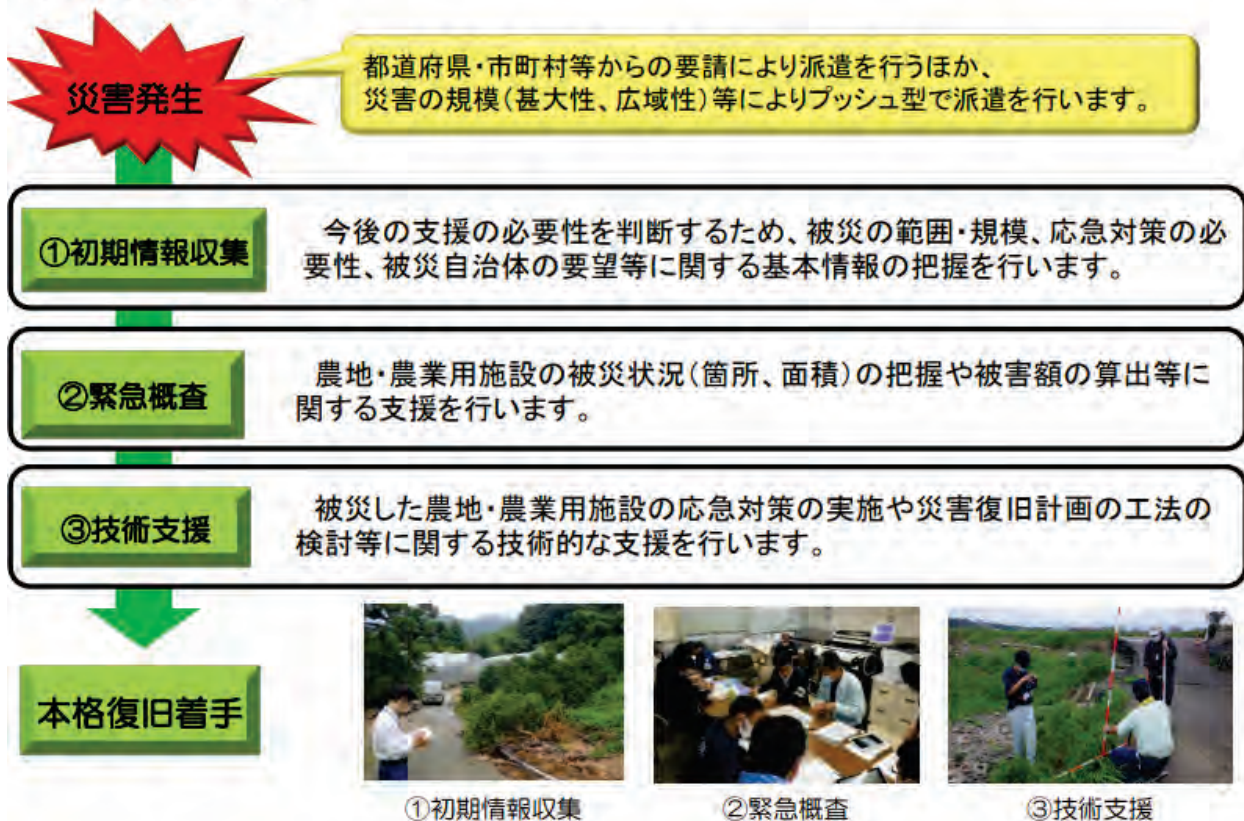 災害発生
都道府県・市町村等からの要請により派遣を行うほか、
災害の規模（甚大性、広域性）等によりプッシュ型で派遣を行います。
①初期情報収集
今後の支援の必要性を判断するため、被災の範囲・規模、応急対策の必
要性、被災自治体の要望等に関する基本情報の把握を行います。
②緊急概査
農地・農業用施設の被災状況（箇所、面積）の把握や被害額の算出等に
関する支援を行います。
③技術支援
被災した農地・農業用施設の応急対策の実施や災害復旧計画の工法の
検討等に関する技術的な支援を行います。
本格復旧着手
①初期情報収集
②緊急概査
③技術支援